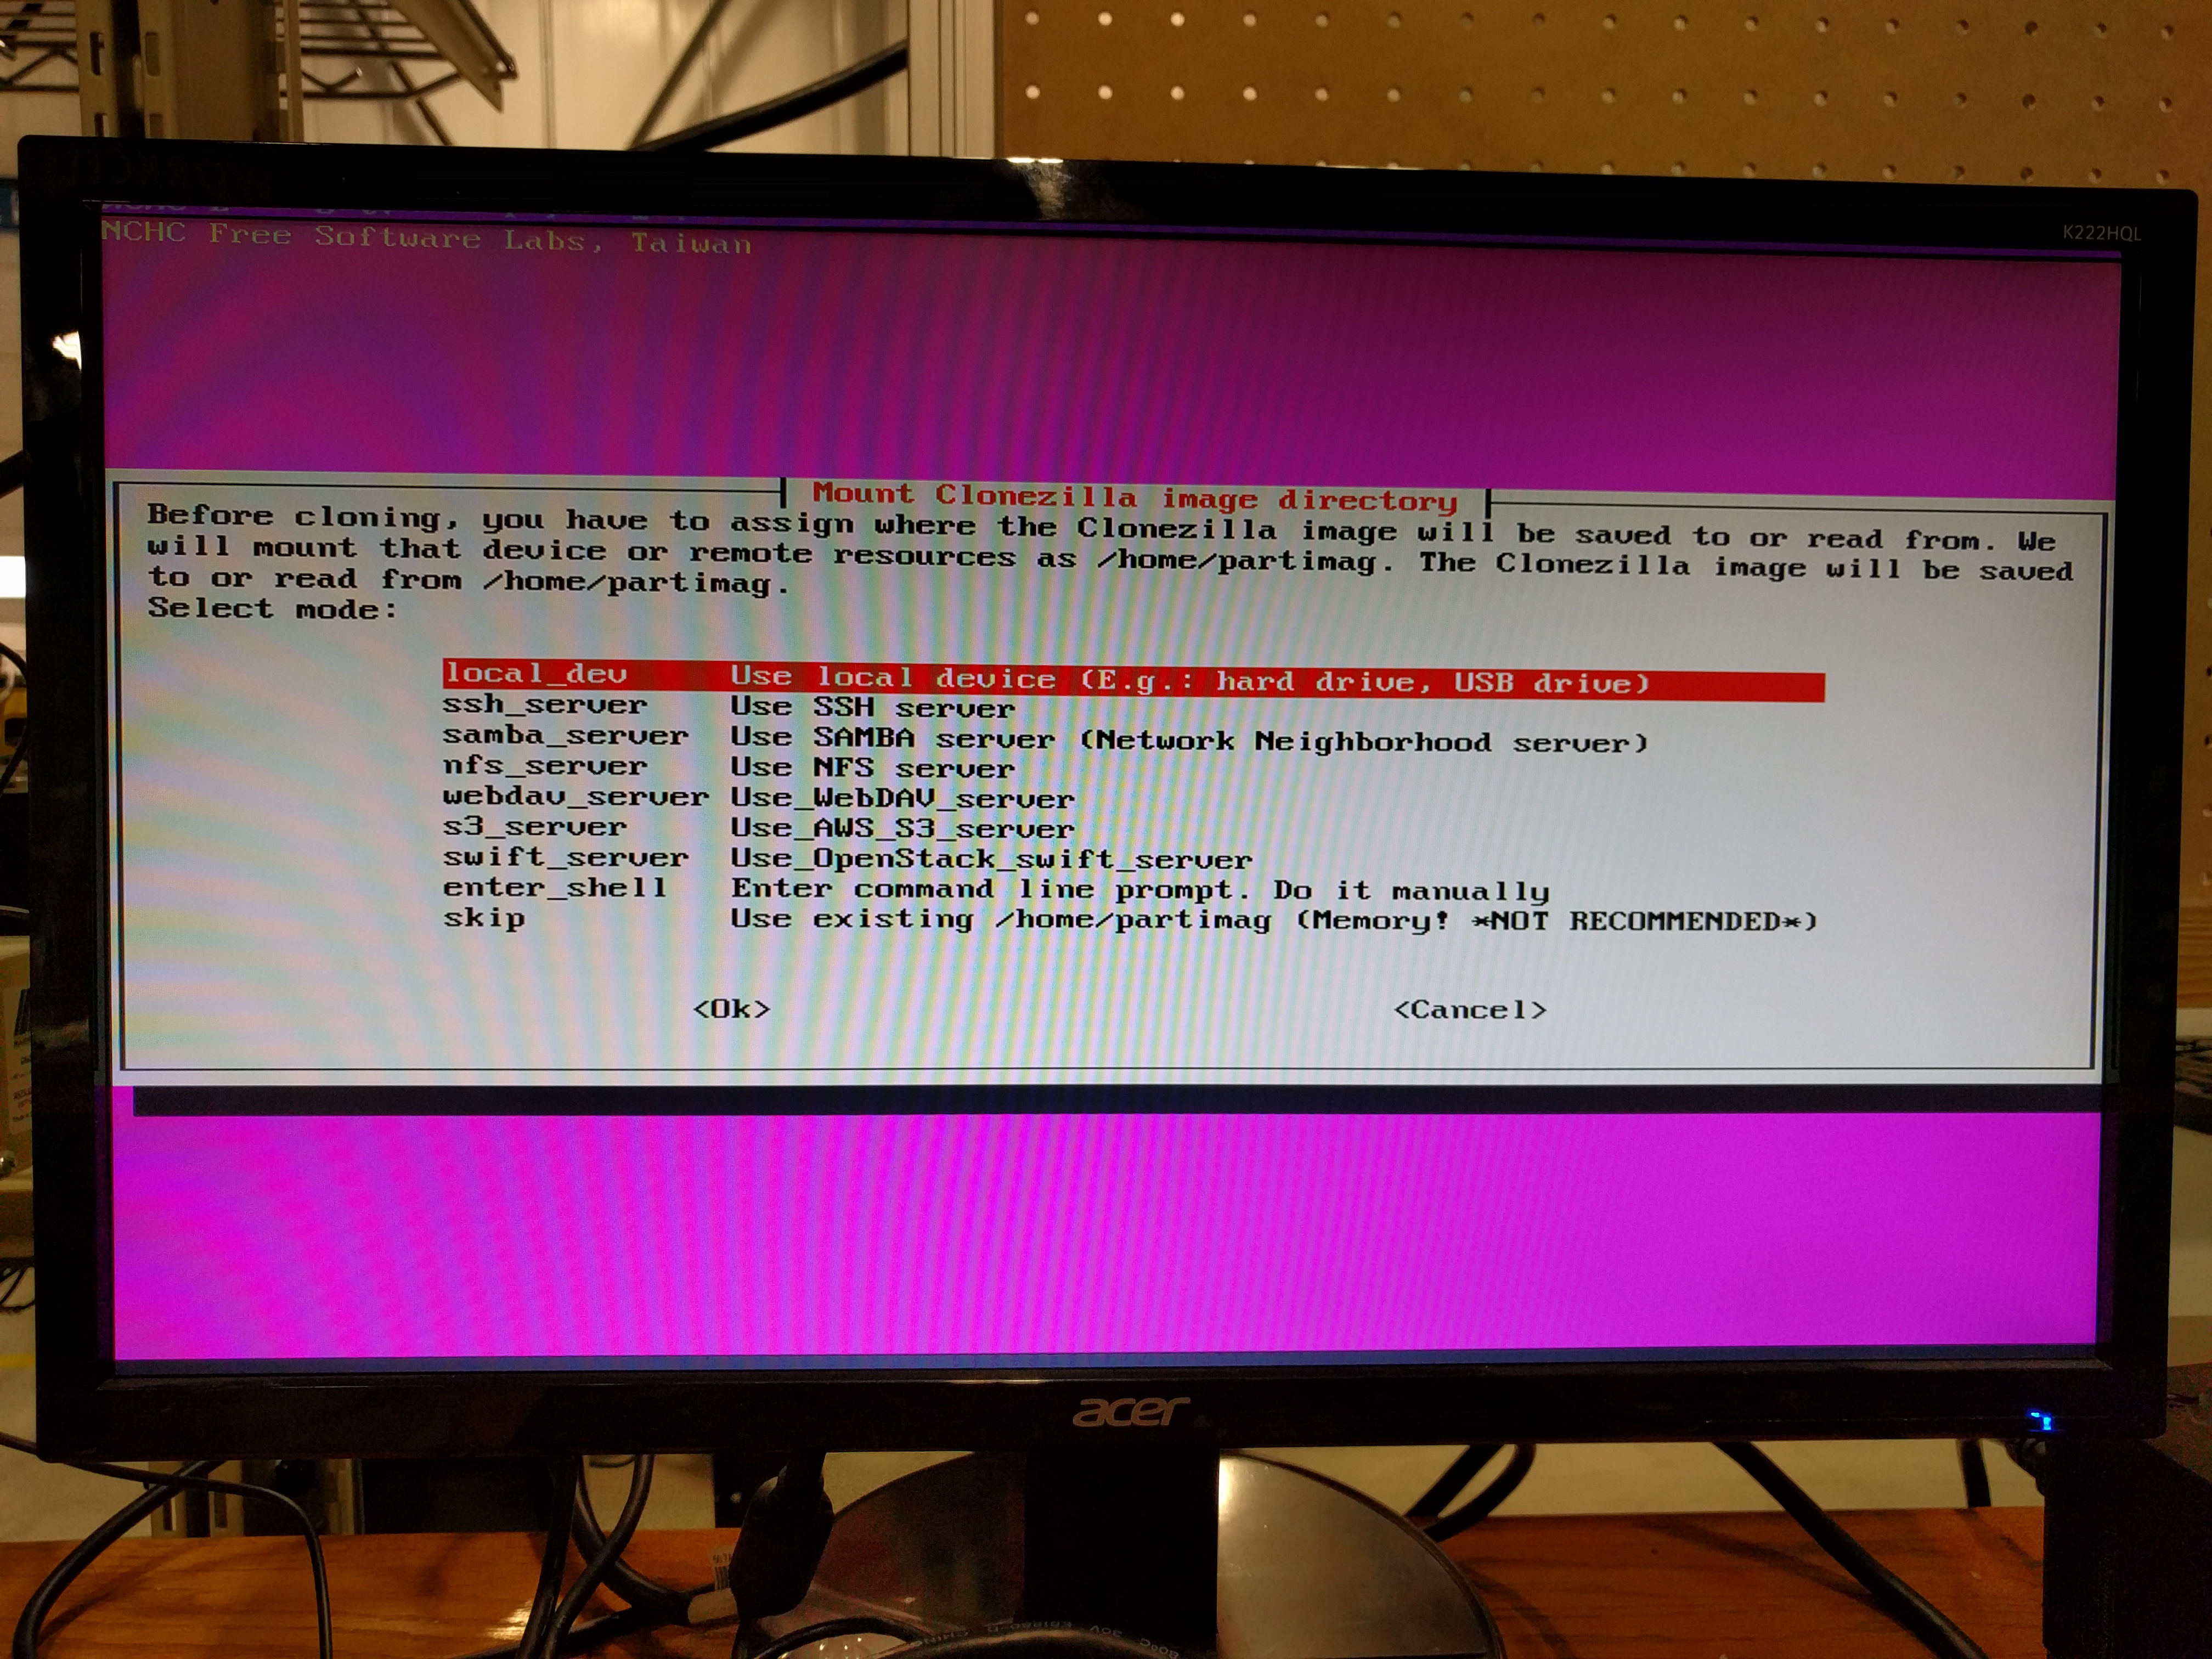 NCHC Free Software Labs, Taiwan
K222HQL
Mount Clonezilla image directory
Before cloning, you have to assign where the Clonezilla image will be saved to or read from. We
will mount that device or remote resources as /home/partimag. The Clonezilla image will be saved
to or read from /home/partimag.
Select mode:
local_dev Use local device (E.g.: hard drive, USB drive)
ssh_server Use SSH server
samba_server Use SAMBA server (Network Neighborhood server)
nfs_server Use NFS server
webdav_server Use_WebDAV_server
s3_server Use_AWS_S3_server
swift_server Use_OpenStack_swift_server
enter_shell Enter command line prompt. Do it manually
skip Use existing /home/partimag (Memory! *NOT RECOMMENDED*)
<Ok> <Cancel>
acer